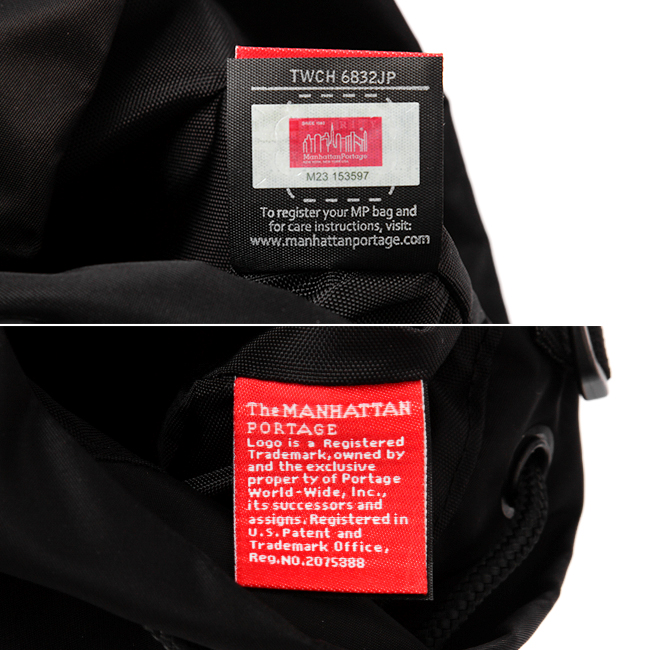 TWCH 6832JP
ManhattanPortage
M23 153597
To register your MP bag and
for care instructions, visit:
www.manhattanportage.com
The MANHATTAN
PORTAGE
Logo is a Registered
Trademark, owned by
and the exclusive
property of Portage
World-Wide, Inc.,
its successors and
assigns. Registered in
U.S. Patent and
Trademark Office,
Reg.NO.2075388